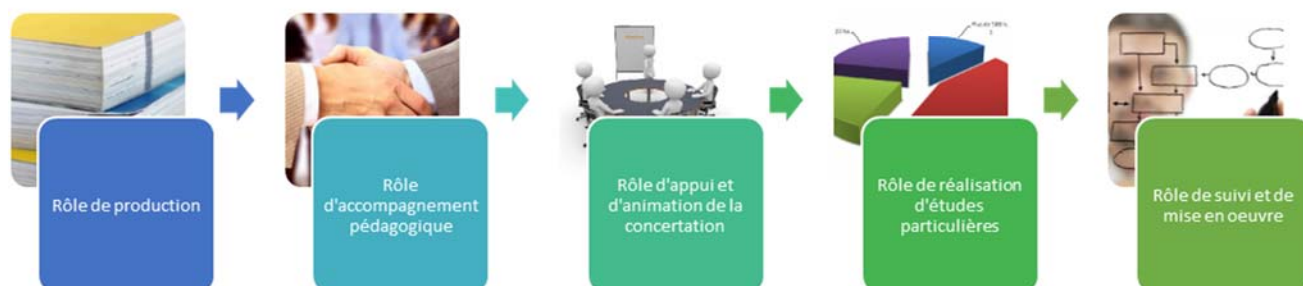 Rôle de production
Rôle
d'accompagnement
pédagogique
Rôle d'appui et
d'animation de la
concertation
Rôle de réalisation
d'études
particulières
Rôle de suivi et de
mise en oeuvre